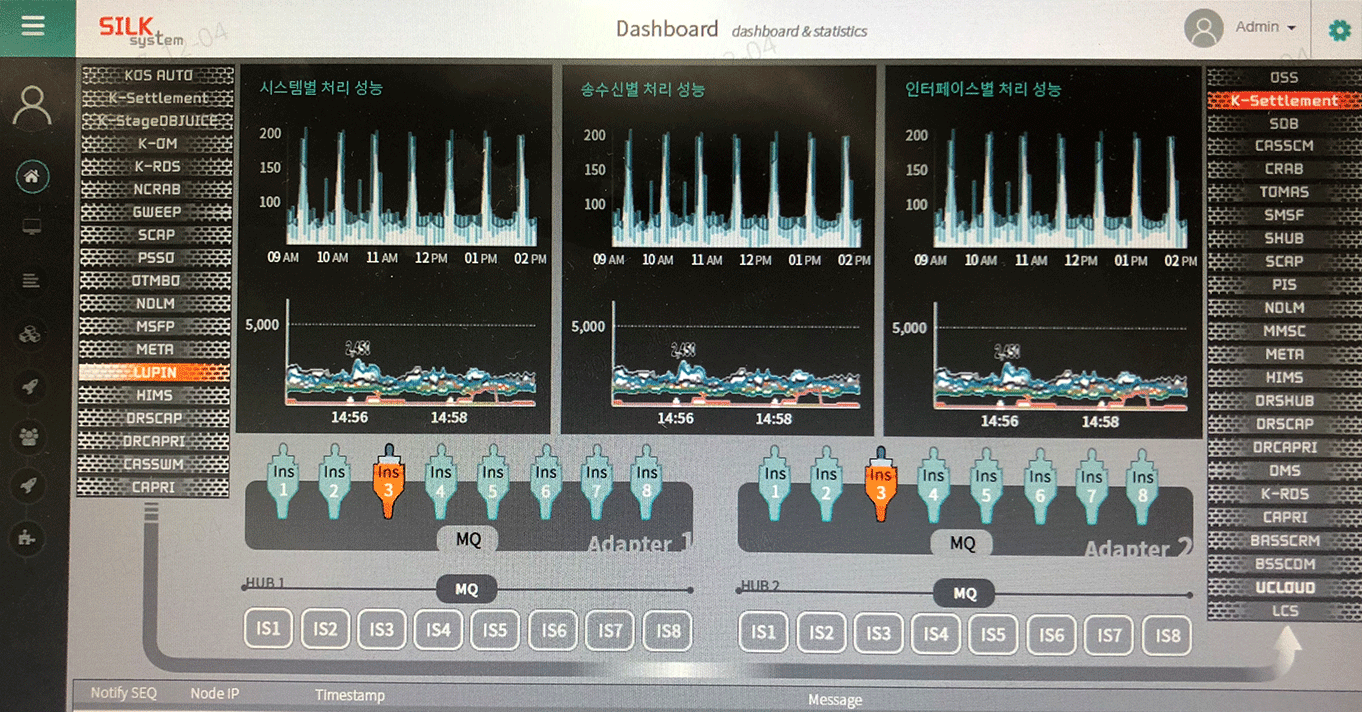 SILK
system
Dashboard dashboard & statistics
Admin
KOS AUTO
K-Settlement
K-StageDBJUICE
K-OM
K-RDS
NCRAB
GWEEP
SCAP
PSSO
OTMBO
NDLM
MSFP
META
LUPIN
HIMS
DRSCAP
DRCAPRI
CASSWM
CAPRI
시스템별 처리 성능
200
150
100
09 AM 10 AM 11 AM 12 PM 01 PM 02 PM
5,000
2,458
14:56 14:58
송수신별 처리 성능
200
150
100
09 AM 10 AM 11 AM 12 PM 01 PM 02 PM
5,000
2,458
14:56 14:58
인터페이스별 처리 성능
200
150
100
09 AM 10 AM 11 AM 12 PM 01 PM 02 PM
5,000
2,458
14:56 14:58
OSS
K-Settlement
SDB
CASSCM
CRAB
TOMAS
SMSF
SHUB
SCAP
PIS
NDLM
MMSC
META
HIMS
DRSHUB
DRSCAP
DRCAPRI
OMS
K-RDS
CAPRI
BASSCRM
BSSCOM
UCLOUD
LCS
Ins 1 Ins 2 Ins 3 Ins 4 Ins 5 Ins 6 Ins 7 Ins 8
MQ
Adapter 1
Ins 1 Ins 2 Ins 3 Ins 4 Ins 5 Ins 6 Ins 7 Ins 8
MQ
Adapter 2
HUB 1
MQ
IS1 IS2 IS3 IS4 IS5 IS6 IS7 IS8
HUB 2
MQ
IS1 IS2 IS3 IS4 IS5 IS6 IS7 IS8
Notify SEQ Node IP Timestamp Message